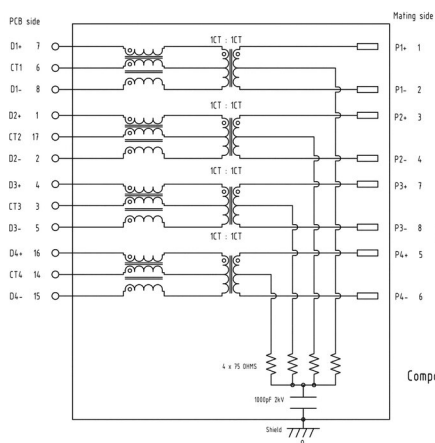 PCB side
Mating side
1CT : 1CT
D1+ 7
P1+ 1
CT1 6
D1- 8
P1- 2
1CT : 1CT
D2+ 1
P2+ 3
CT2 17
D2- 2
P2- 4
1CT : 1CT
D3+ 4
P3+ 7
CT3 3
D3- 5
P3- 8
1CT : 1CT
D4+ 16
P4+ 5
CT4 14
D4- 15
P4- 6
4 x 75 OHMS
Compo
1000pF 2kV
Shield